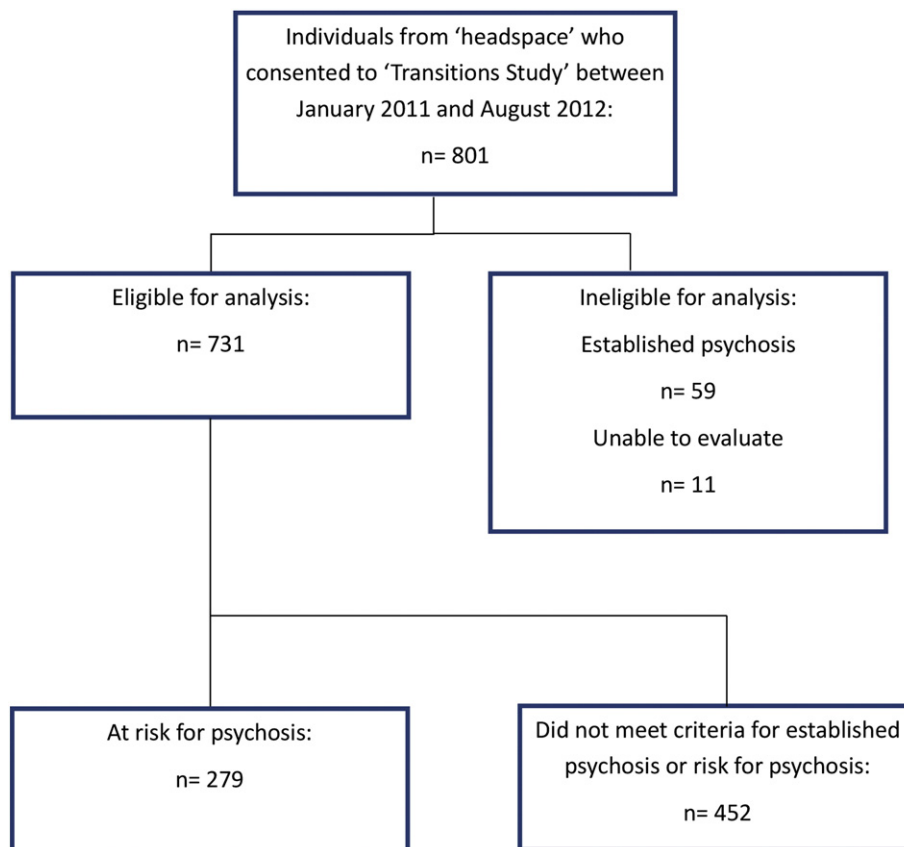 Individuals from ‘headspace’ who
consented to ‘Transitions Study’ between
January 2011 and August 2012:
n= 801
Eligible for analysis:
n= 731
Ineligible for analysis:
Established psychosis
n= 59
Unable to evaluate
n= 11
At risk for psychosis:
n= 279
Did not meet criteria for established
psychosis or risk for psychosis:
n= 452